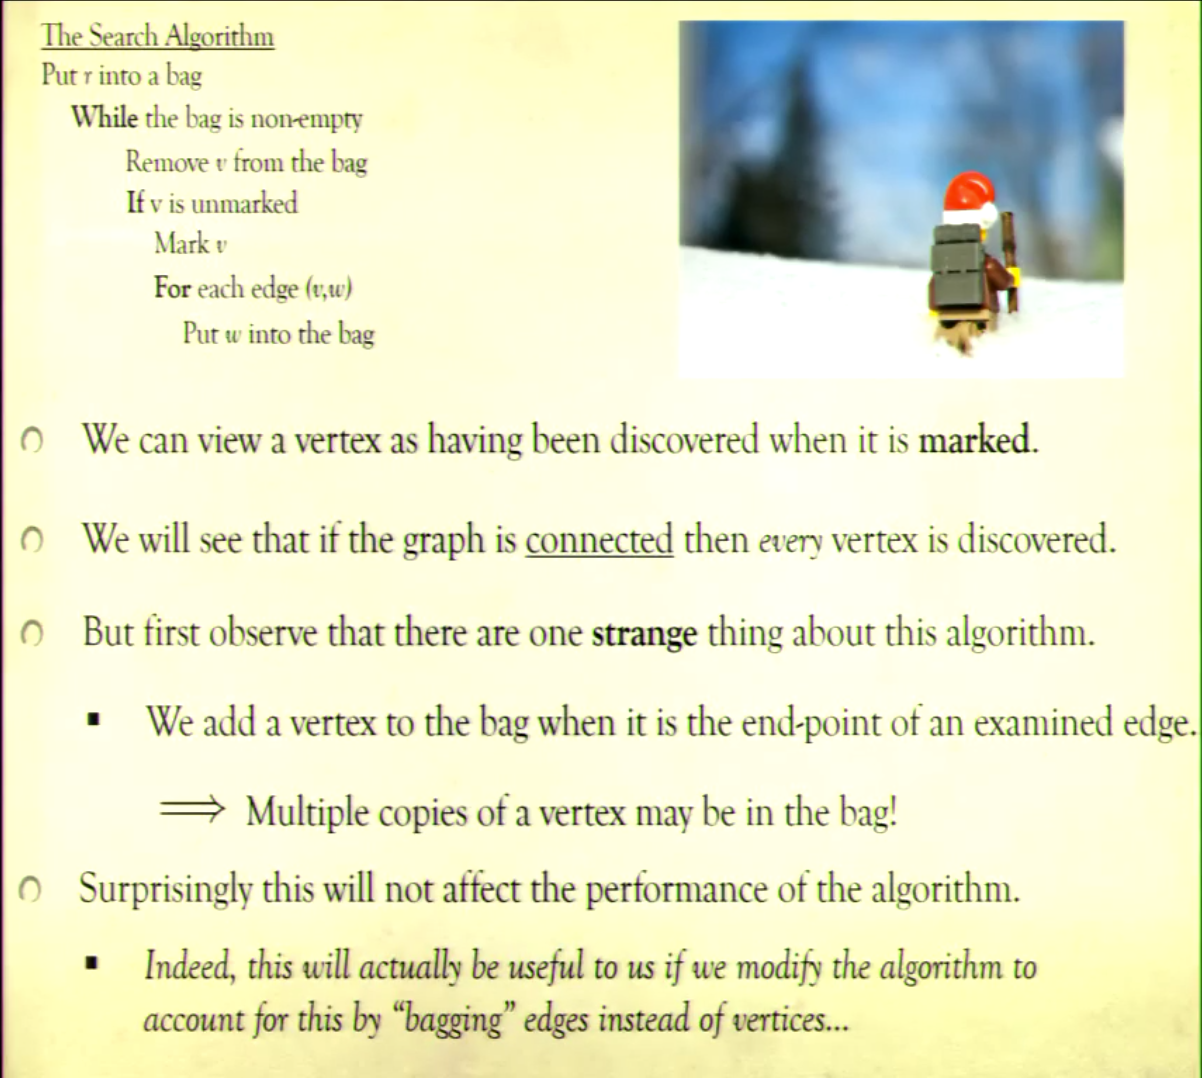 The Search Algorithm
Put r into a bag
While the bag is non-empty
Remove v from the bag
If v is unmarked
Mark v
For each edge (v,w)
Put w into the bag
We can view a vertex as having been discovered when it is marked.
We will see that if the graph is connected then every vertex is discovered.
But first observe that there are one strange thing about this algorithm.
We add a vertex to the bag when it is the end-point of an examined edge.
⟹ Multiple copies of a vertex may be in the bag!
Surprisingly this will not affect the performance of the algorithm.
Indeed, this will actually be useful to us if we modify the algorithm to
account for this by “bagging” edges instead of vertices...